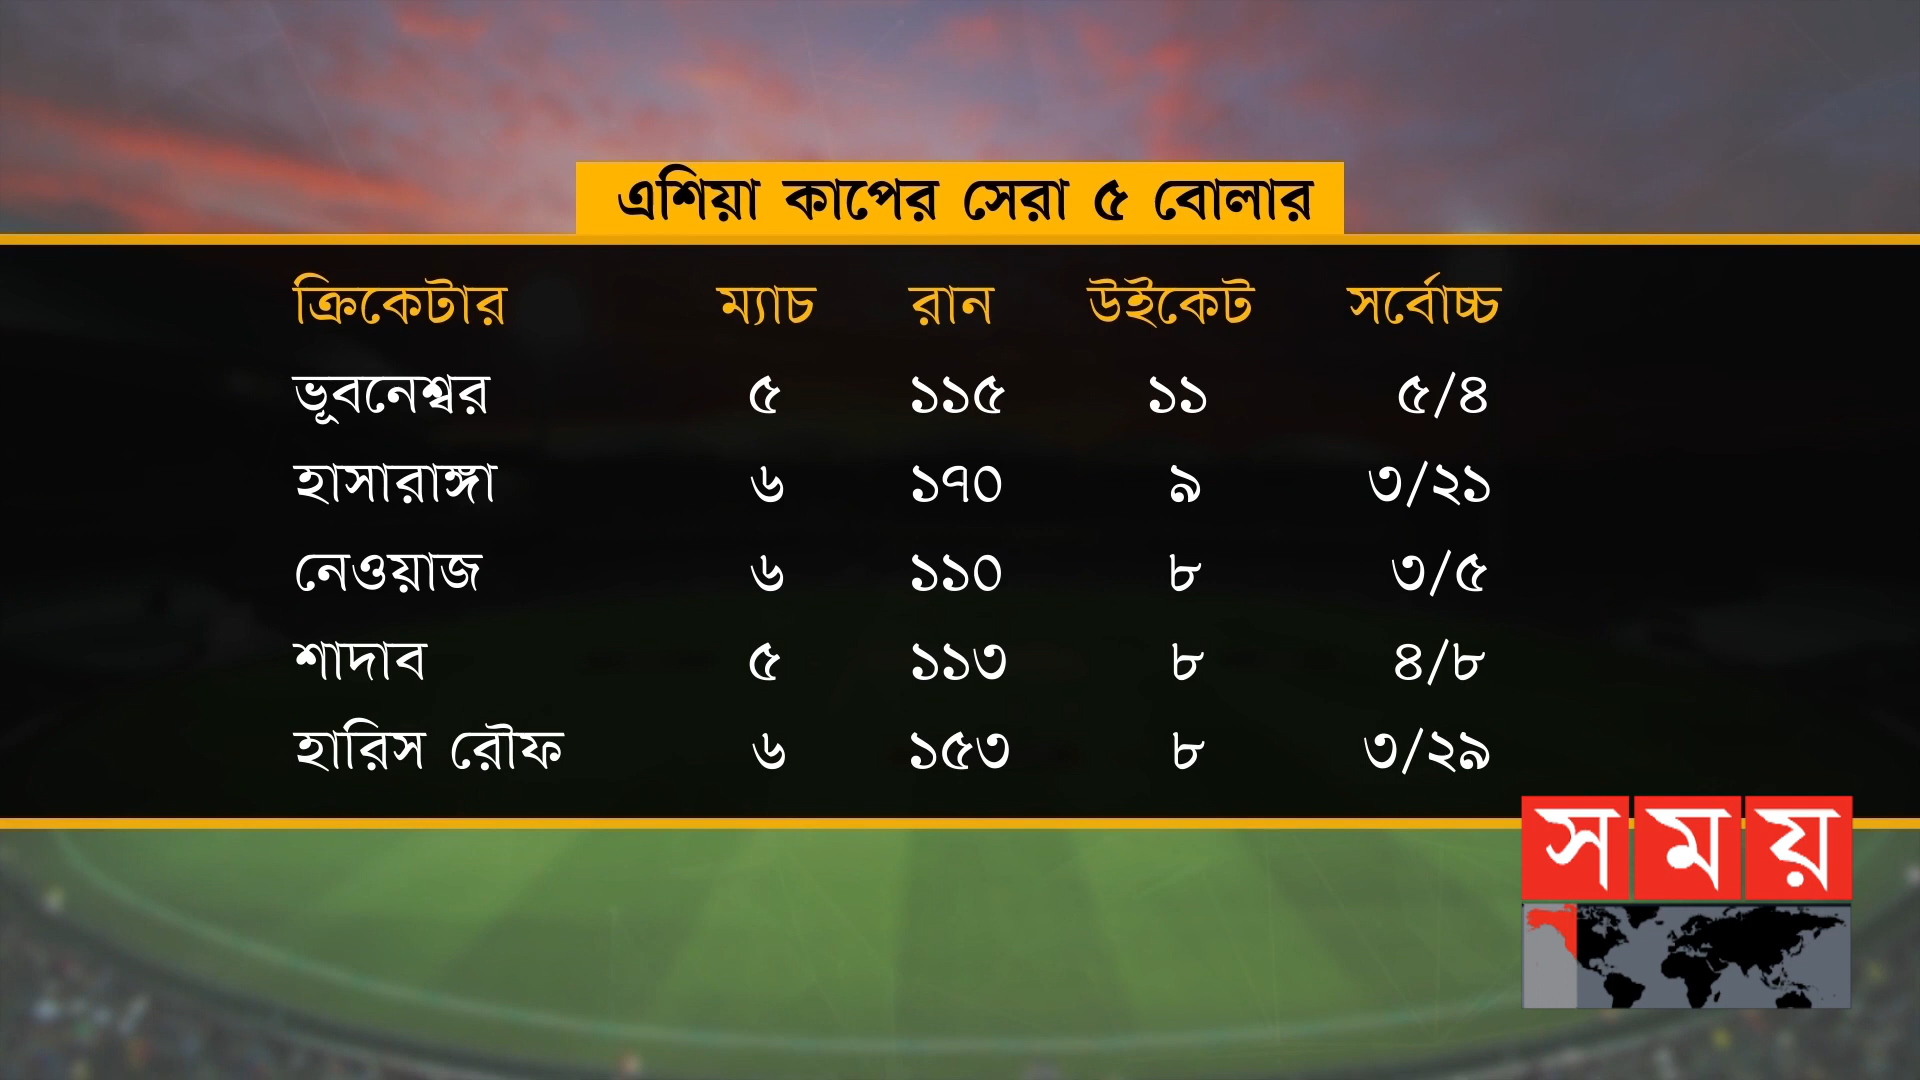 এশিয়া কাপের সেরা ৫ বোলার
ক্রিকেটার ম্যাচ রান উইকেট সর্বোচ্চ
ভূবনেশ্বর ৫ ১১৫ ১১ ৫/৪
হাসারাঙ্গা ৬ ১৭০ ৯ ৩/২১
নেওয়াজ ৬ ১১০ ৮ ৩/৫
শাদাব ৫ ১১৩ ৮ ৪/৮
হারিস রৌফ ৬ ১৫৩ ৮ ৩/২৯
সময়